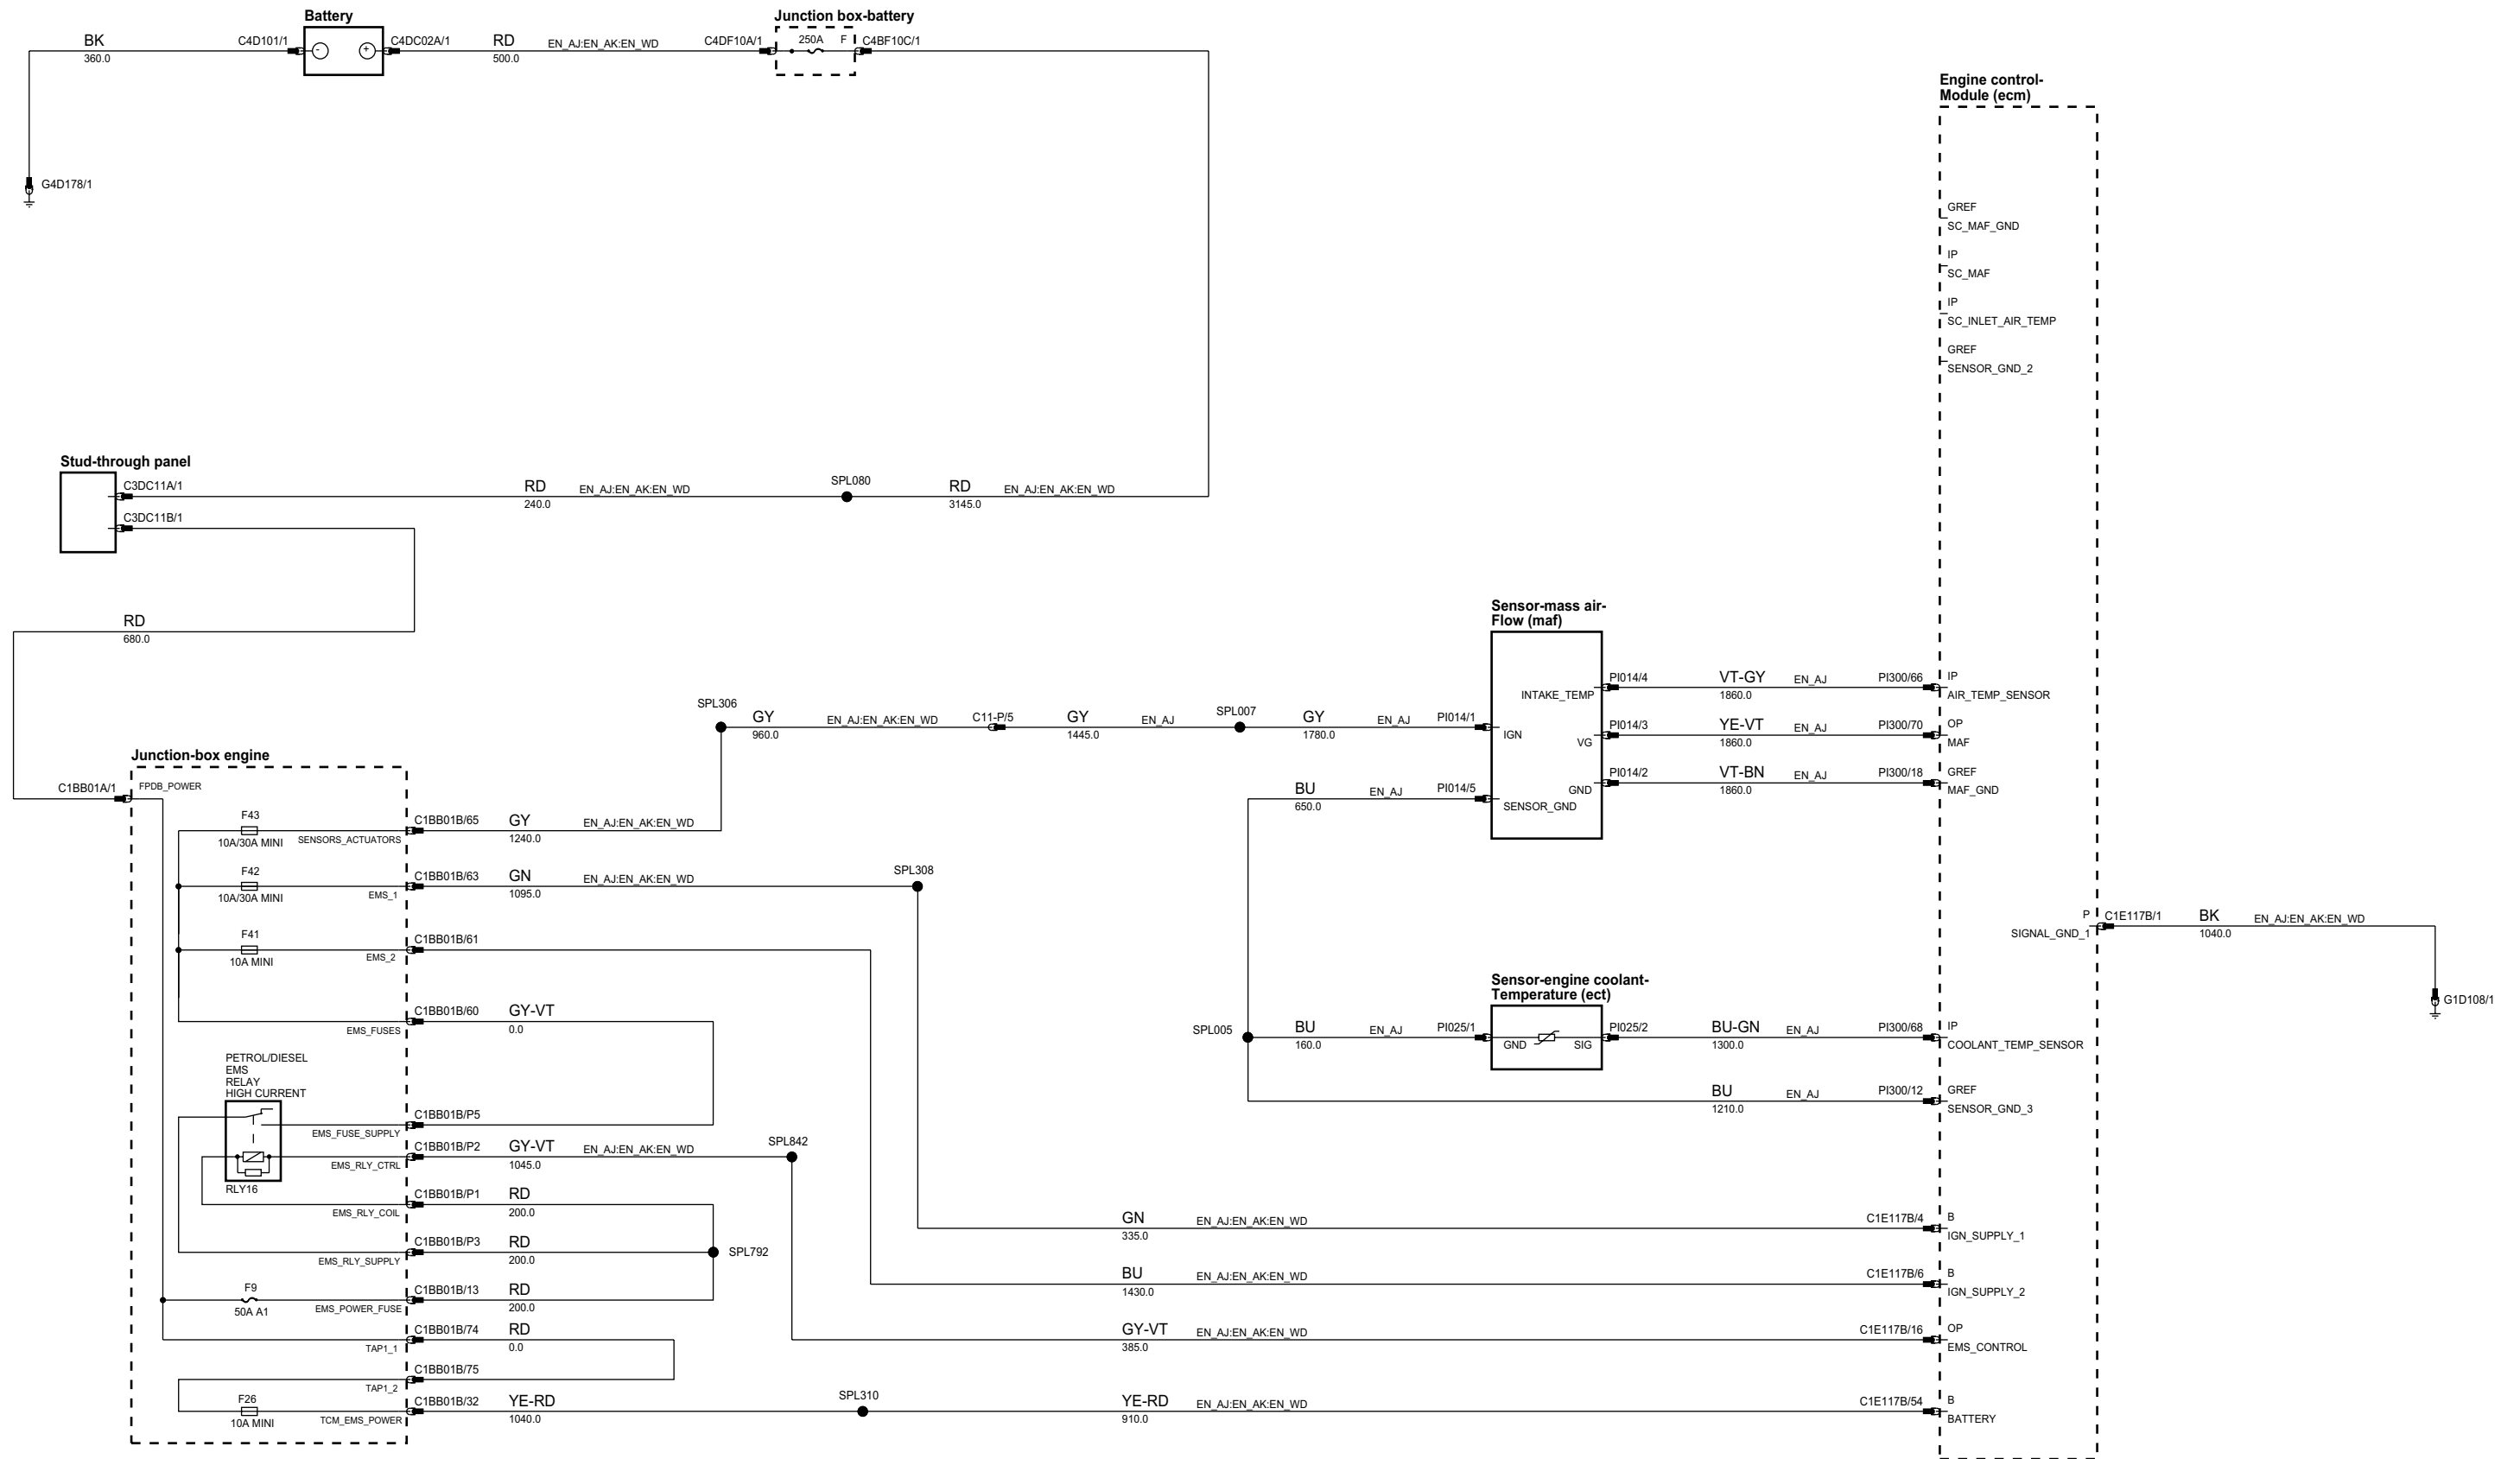 Battery
Junction box-battery
BK
360.0
C4D101/1
-
+
C4DC02A/1
RD
500.0
EN_AJ:EN_AK:EN_WD
C4DF10A/1
250A
F
C4BF10C/1
G4D178/1
Engine control-
Module (ecm)
GREF
SC_MAF_GND
IP
SC_MAF
IP
SC_INLET_AIR_TEMP
GREF
SENSOR_GND_2
Stud-through panel
C3DC11A/1
RD
240.0
EN_AJ:EN_AK:EN_WD
SPL080
RD
3145.0
EN_AJ:EN_AK:EN_WD
C3DC11B/1
RD
680.0
Sensor-mass air-
Flow (maf)
INTAKE_TEMP
PI014/4
VT-GY
1860.0
EN_AJ
PI300/66
IP
AIR_TEMP_SENSOR
SPL306
GY
960.0
EN_AJ:EN_AK:EN_WD
C11-P/5
GY
1445.0
EN_AJ
SPL007
GY
1780.0
EN_AJ
PI014/1
IGN
VG
PI014/3
YE-VT
1860.0
EN_AJ
PI300/70
OP
MAF
BU
650.0
EN_AJ
PI014/5
SENSOR_GND
GND
PI014/2
VT-BN
1860.0
EN_AJ
PI300/18
GREF
MAF_GND
Junction-box engine
C1BB01A/1
FPDB_POWER
F43
10A/30A MINI
SENSORS_ACTUATORS
C1BB01B/65
GY
1240.0
EN_AJ:EN_AK:EN_WD
F42
10A/30A MINI
EMS_1
C1BB01B/63
GN
1095.0
EN_AJ:EN_AK:EN_WD
SPL308
F41
10A MINI
EMS_2
C1BB01B/61
P
SIGNAL_GND_1
C1E117B/1
BK
1040.0
EN_AJ:EN_AK:EN_WD
G1D108/1
EMS_FUSES
C1BB01B/60
GY-VT
0.0
Sensor-engine coolant-
Temperature (ect)
SPL005
BU
160.0
EN_AJ
PI025/1
GND
SIG
PI025/2
BU-GN
1300.0
EN_AJ
PI300/68
IP
COOLANT_TEMP_SENSOR
BU
1210.0
EN_AJ
PI300/12
GREF
SENSOR_GND_3
PETROL/DIESEL
EMS
RELAY
HIGH CURRENT
RLY16
EMS_FUSE_SUPPLY
C1BB01B/P5
EMS_RLY_CTRL
C1BB01B/P2
GY-VT
1045.0
EN_AJ:EN_AK:EN_WD
SPL842
EMS_RLY_COIL
C1BB01B/P1
RD
200.0
EMS_RLY_SUPPLY
C1BB01B/P3
RD
200.0
SPL792
GN
335.0
EN_AJ:EN_AK:EN_WD
C1E117B/4
B
IGN_SUPPLY_1
F9
50A A1
EMS_POWER_FUSE
C1BB01B/13
RD
200.0
BU
1430.0
EN_AJ:EN_AK:EN_WD
C1E117B/6
B
IGN_SUPPLY_2
TAP1_1
C1BB01B/74
RD
0.0
GY-VT
385.0
EN_AJ:EN_AK:EN_WD
C1E117B/16
OP
EMS_CONTROL
TAP1_2
C1BB01B/75
F26
10A MINI
TCM_EMS_POWER
C1BB01B/32
YE-RD
1040.0
SPL310
YE-RD
910.0
EN_AJ:EN_AK:EN_WD
C1E117B/54
B
BATTERY